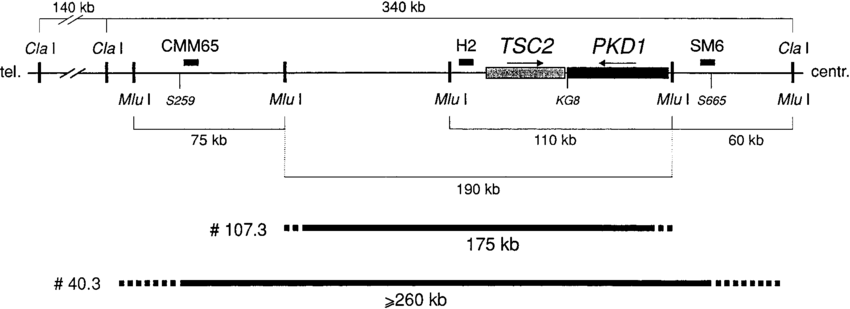 140 kb 340 kb
Cla I Cla I CMM65 H2 TSC2 PKD1 SM6 Cla I
tel. centr.
Mlu I S259 Mlu I Mlu I KG8 Mlu I S665 Mlu I
75 kb 110 kb 60 kb
190 kb
# 107.3
175 kb
# 40.3
⩾260 kb